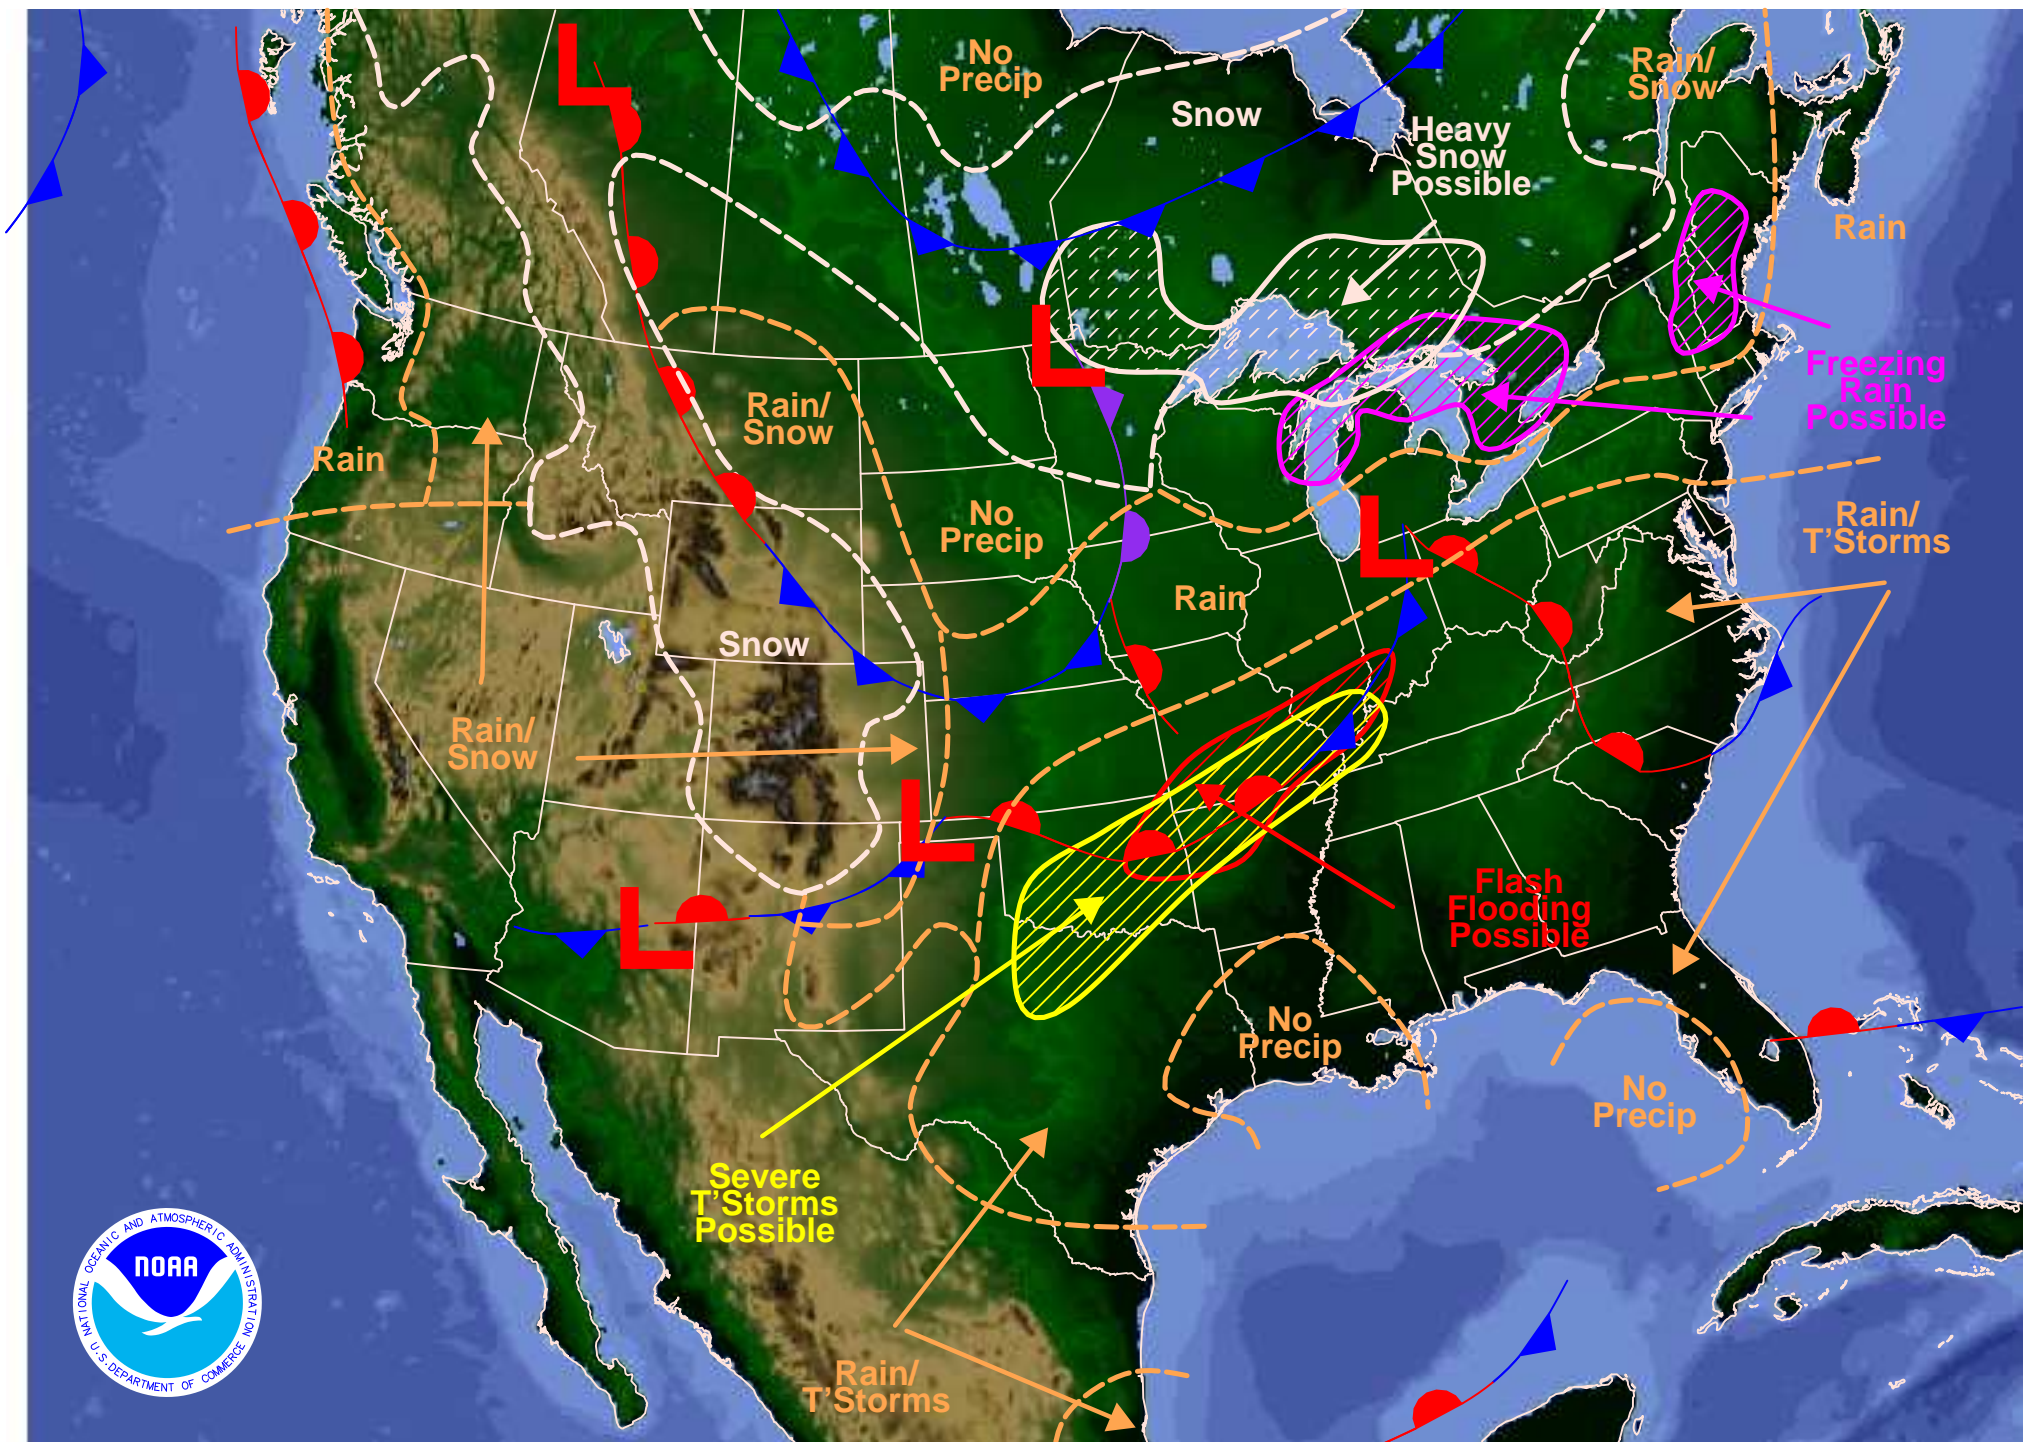 No
Precip
Rain/
Snow
Snow
Heavy
Snow
Possible
Rain
L
L
Freezing
Rain
Possible
Rain/
Snow
Rain
No
Precip
L
Rain/
T'Storms
Rain
Snow
Rain/
Snow
L
L
Flash
Flooding
Possible
No
Precip
No
Precip
Severe
T'Storms
Possible
Rain/
T'Storms
NATIONAL OCEANIC AND ATMOSPHERIC ADMINISTRATION
NOAA
U.S. DEPARTMENT OF COMMERCE